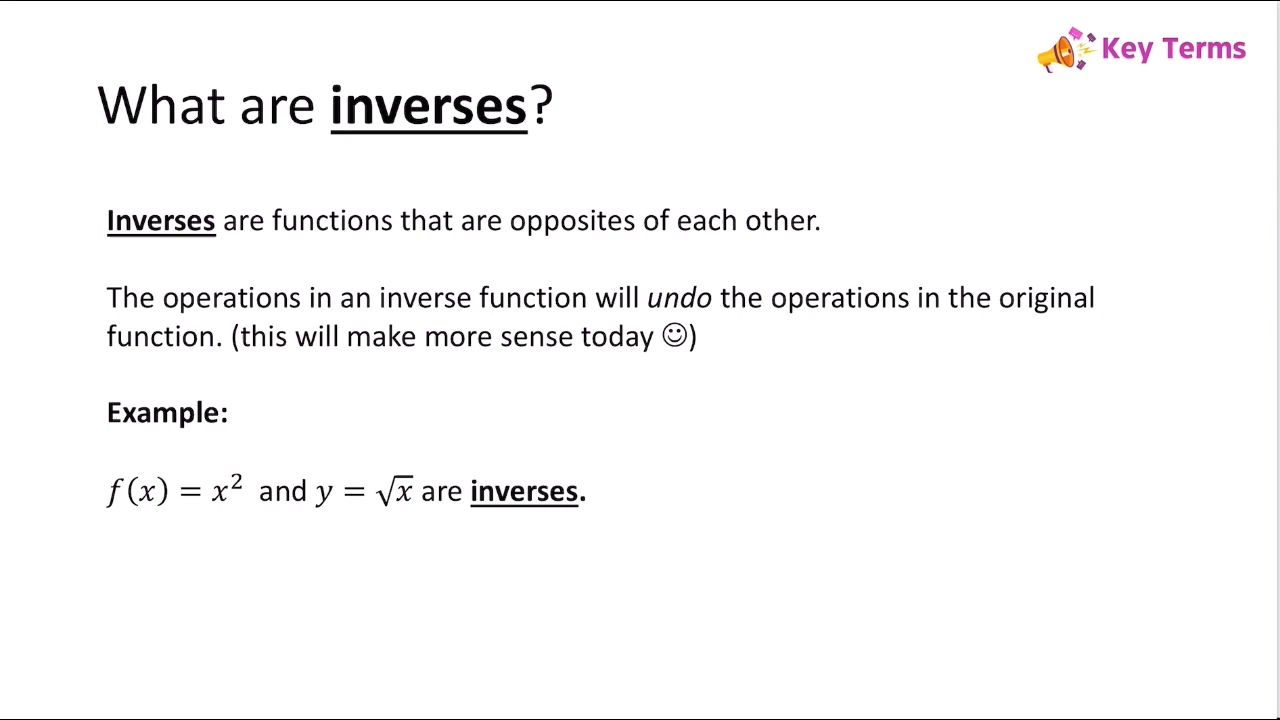 Key Terms
What are inverses?
Inverses are functions that are opposites of each other.
The operations in an inverse function will undo the operations in the original
function. (this will make more sense today ☺)
Example:
f(x) = x² and y = √x are inverses.